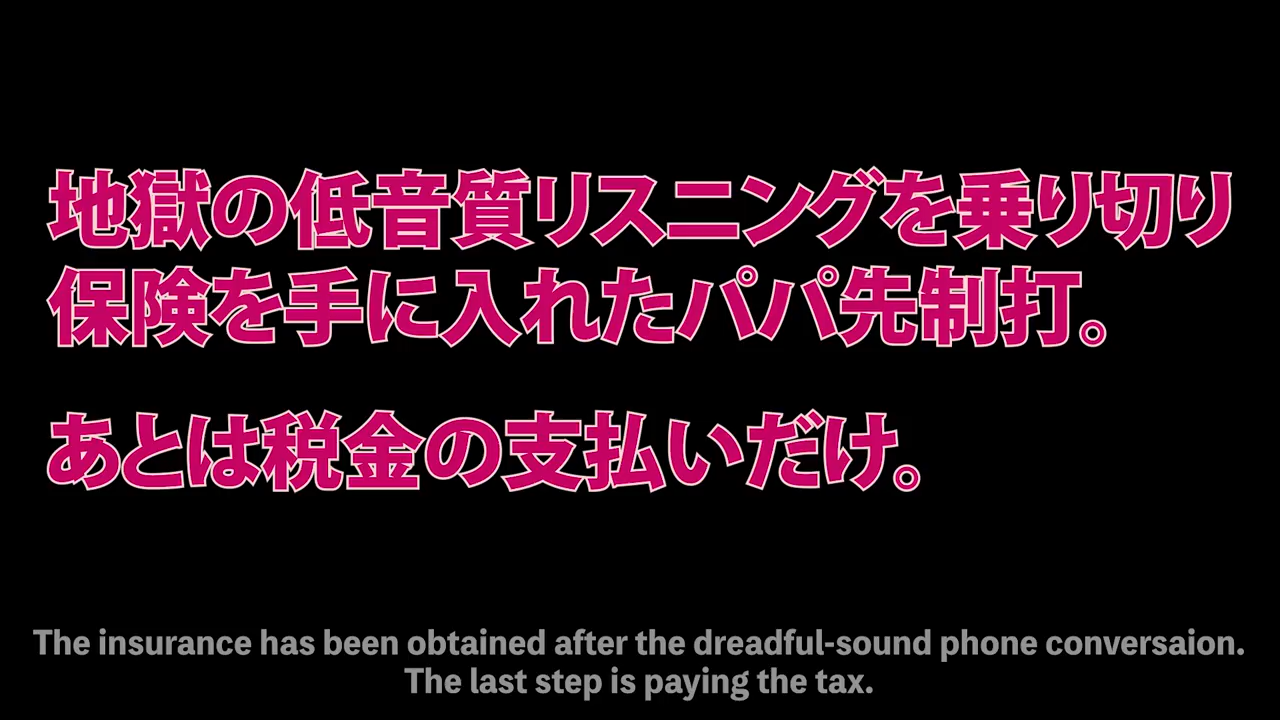 地獄の低音質リスニングを乗り切り
保険を手に入れたパパ先制打。
あとは税金の支払いだけ。
The insurance has been obtained after the dreadful-sound phone conversaion.
The last step is paying the tax.